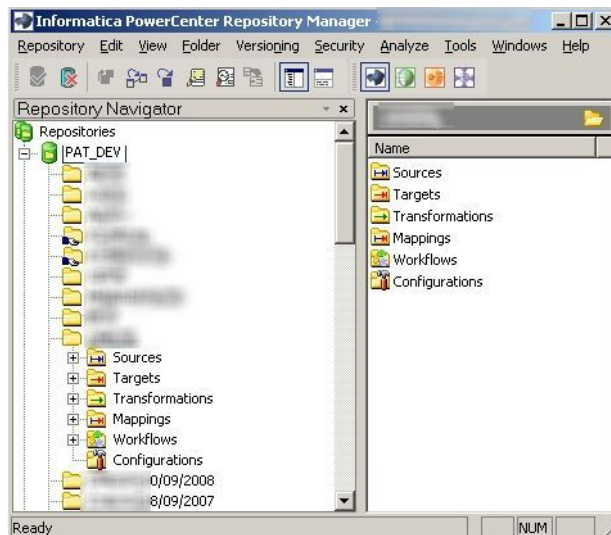 Informatica PowerCenter Repository Manager -
Repository Edit View Folder Versioning Security Analyze Tools Windows Help
Repository Navigator
Repositories
PAT_DEV
Sources
Targets
Transformations
Mappings
Workflows
Configurations
0/09/2008
8/09/2007
Name
Sources
Targets
Transformations
Mappings
Workflows
Configurations
Ready
NUM